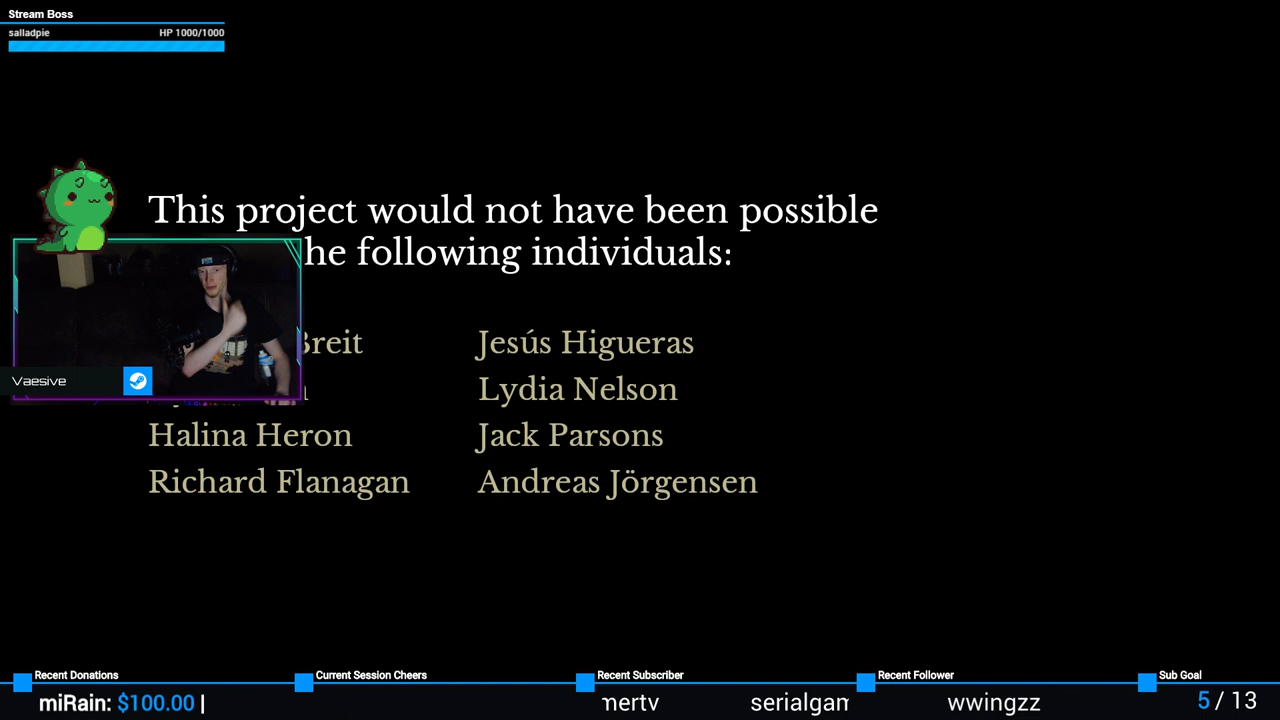 Stream Boss
salladpie HP 1000/1000
This project would not have been possible
he following individuals:
Breit Jesús Higueras
Lydia Nelson
Halina Heron Jack Parsons
Richard Flanagan Andreas Jörgensen
Vaesive
Recent Donations Current Session Cheers Recent Subscriber Recent Follower Sub Goal
miRain: $100.00 | mertv serialgam wwingzz 5 / 13